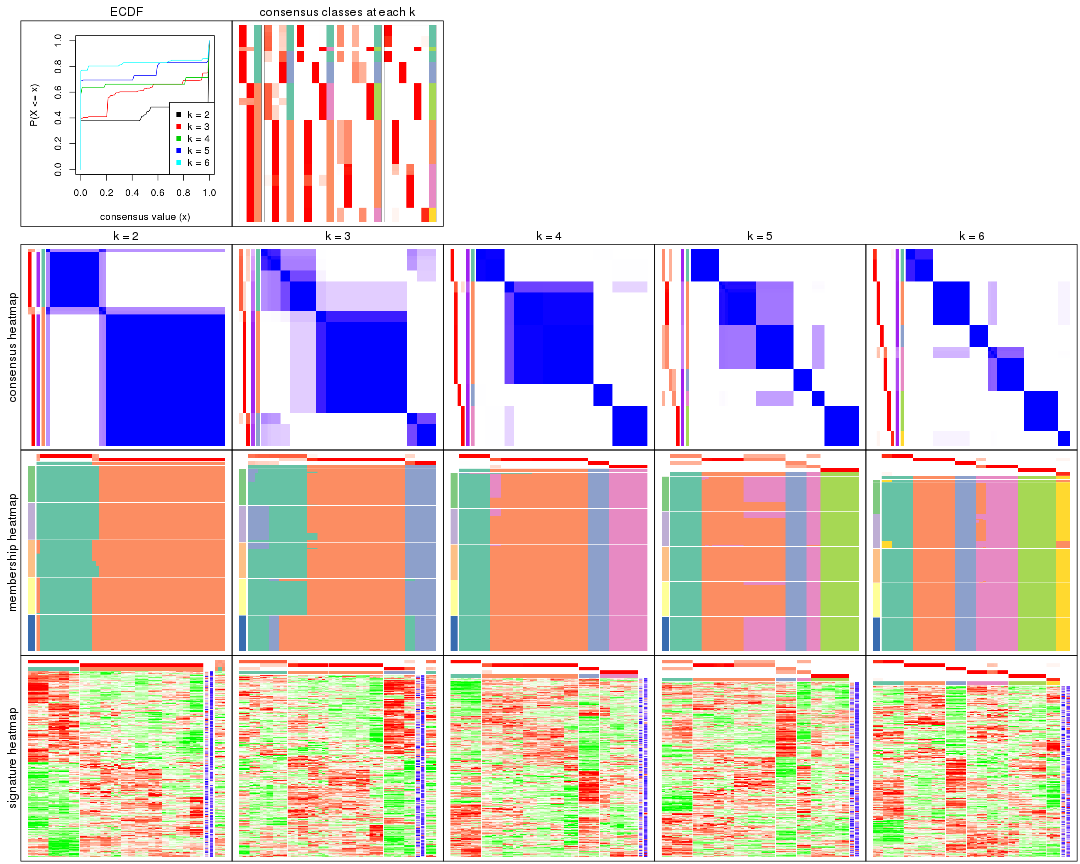 ECDF
consensus classes at each k
P(X <= x)
0.0 0.2 0.4 0.6 0.8 1.0
k = 2
k = 3
k = 4
k = 5
k = 6
0.0 0.2 0.4 0.6 0.8 1.0
consensus value (x)
k = 2
k = 3
k = 4
k = 5
k = 6
consensus heatmap
membership heatmap
signature heatmap